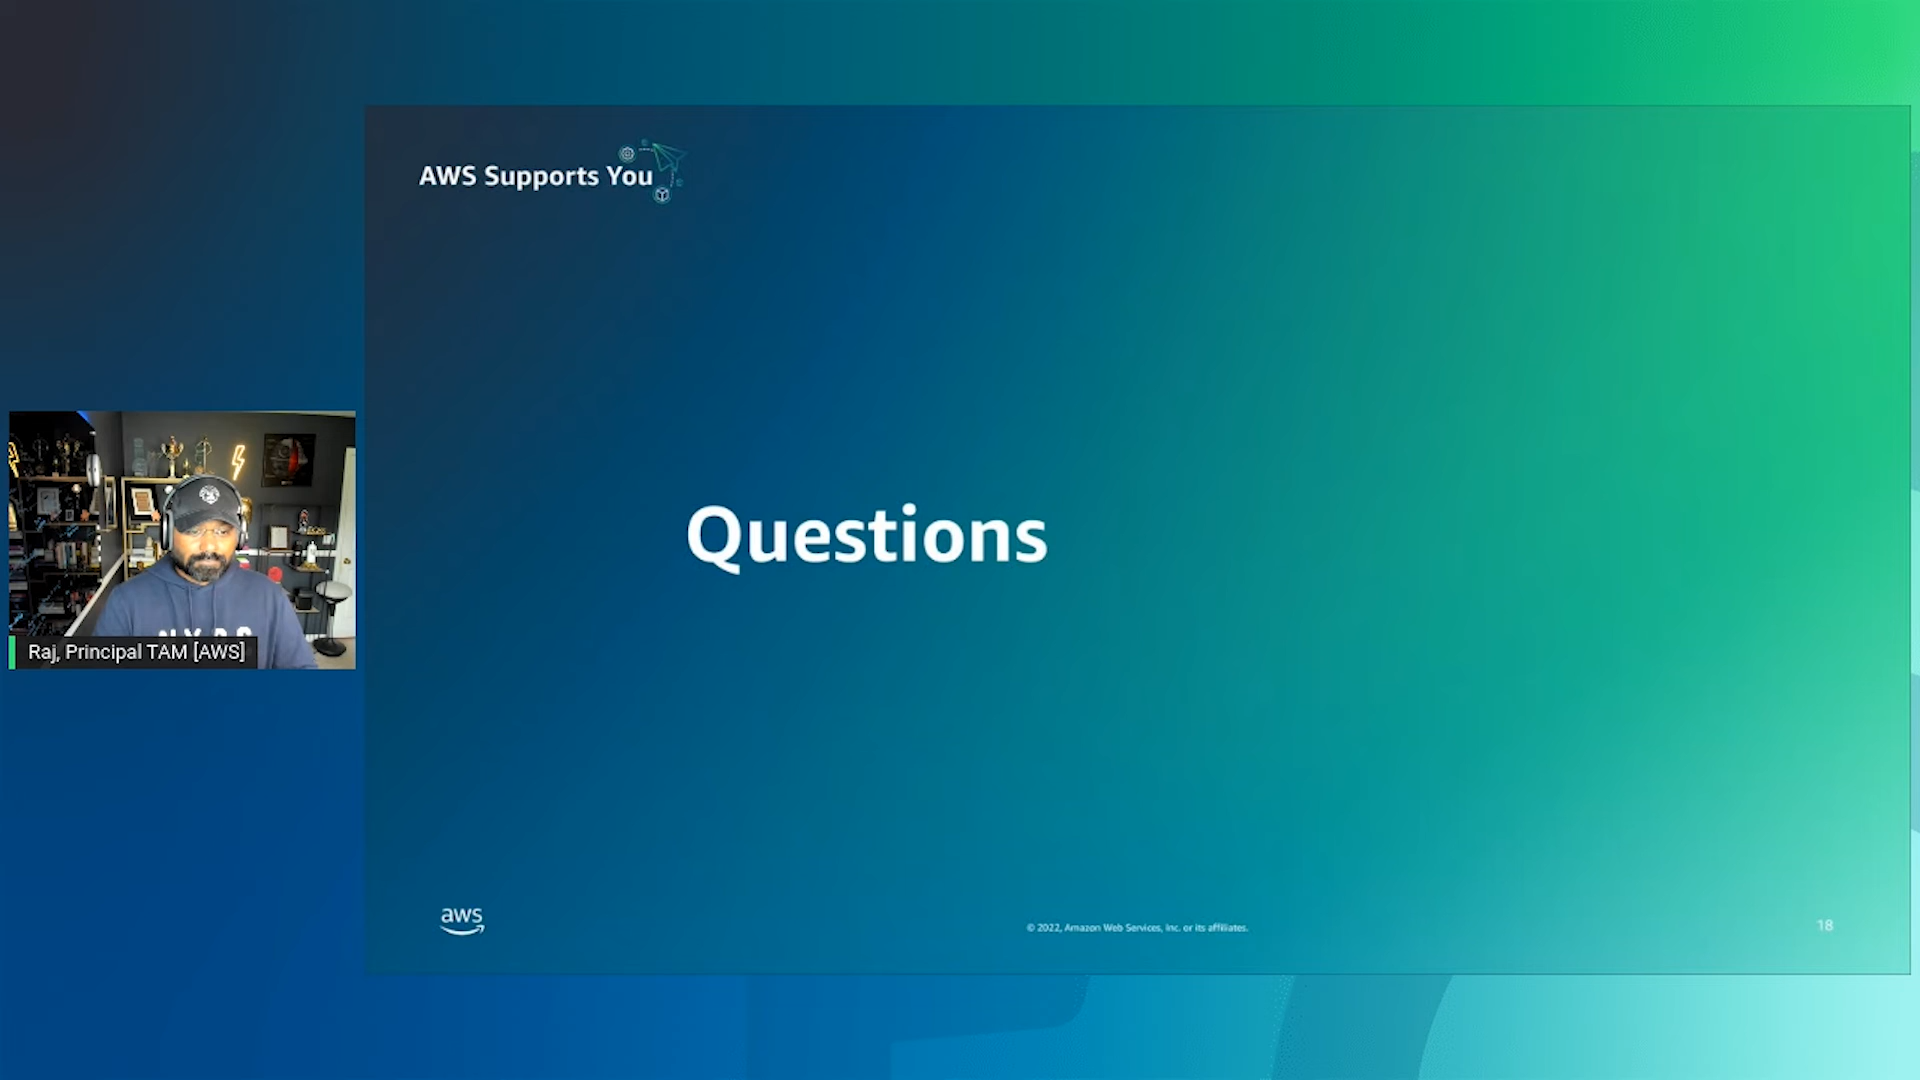 AWS Supports You
Questions
Raj, Principal TAM [AWS]
aws
© 2022, Amazon Web Services, Inc. or its affiliates.
18